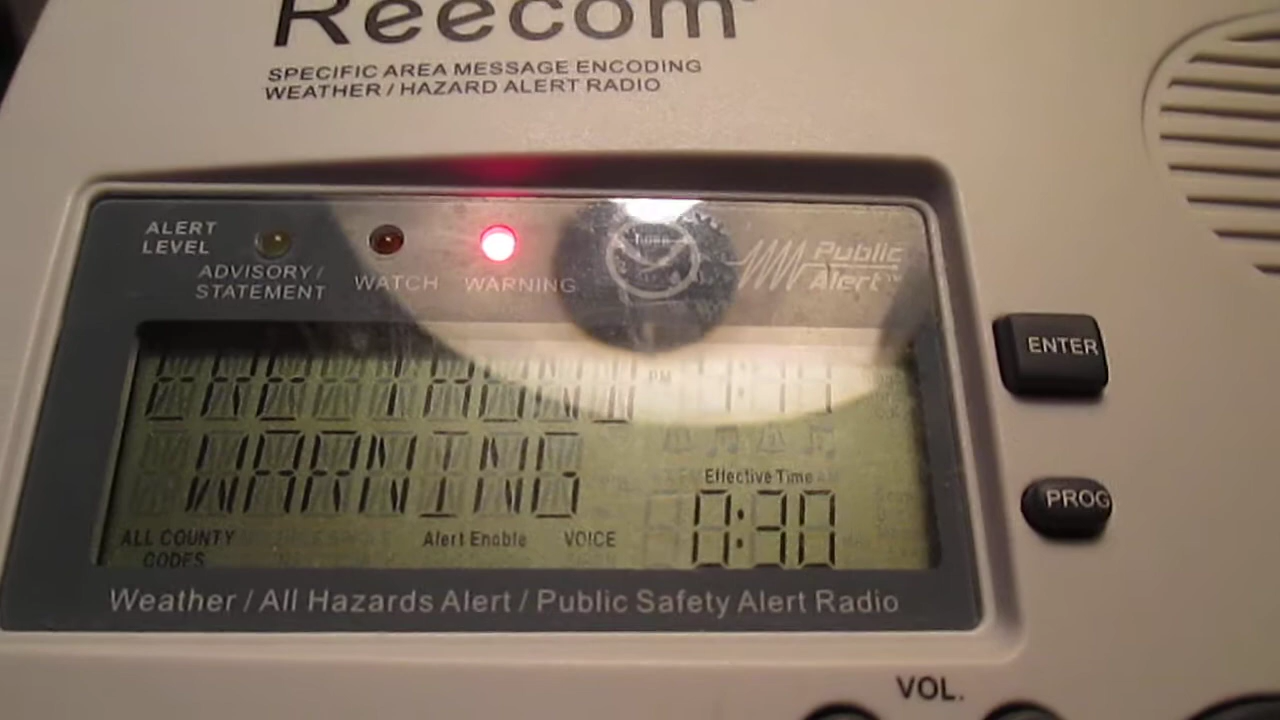 Reecom
SPECIFIC AREA MESSAGE ENCODING
WEATHER / HAZARD ALERT RADIO
ALERT
LEVEL
ADVISORY /
STATEMENT
WATCH
WARNING
Public
Alert™
ENTER
PM
WARNING
Effective Time
0:30
PROG
ALL COUNTY
CODES
Alert Enable
VOICE
Weather / All Hazards Alert / Public Safety Alert Radio
VOL.